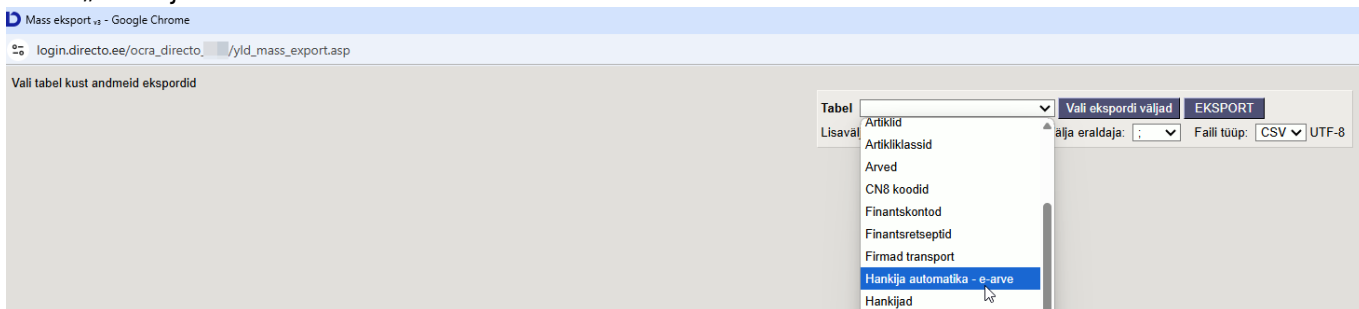 Mass eksport v3 - Google Chrome
login.directo.ee/ocra_directo_ /yld_mass_export.asp
Vali tabel kust andmeid ekspordid
Tabel Vali ekspordi väljad EKSPORT
Lisaväl älja eraldaja: ; Faili tüüp: CSV UTF-8
Artiklid
Artikliklassid
Arved
CN8 koodid
Finantskontod
Finantsretseptid
Firmad transport
Hankija automatika - e-arve
Hankijad